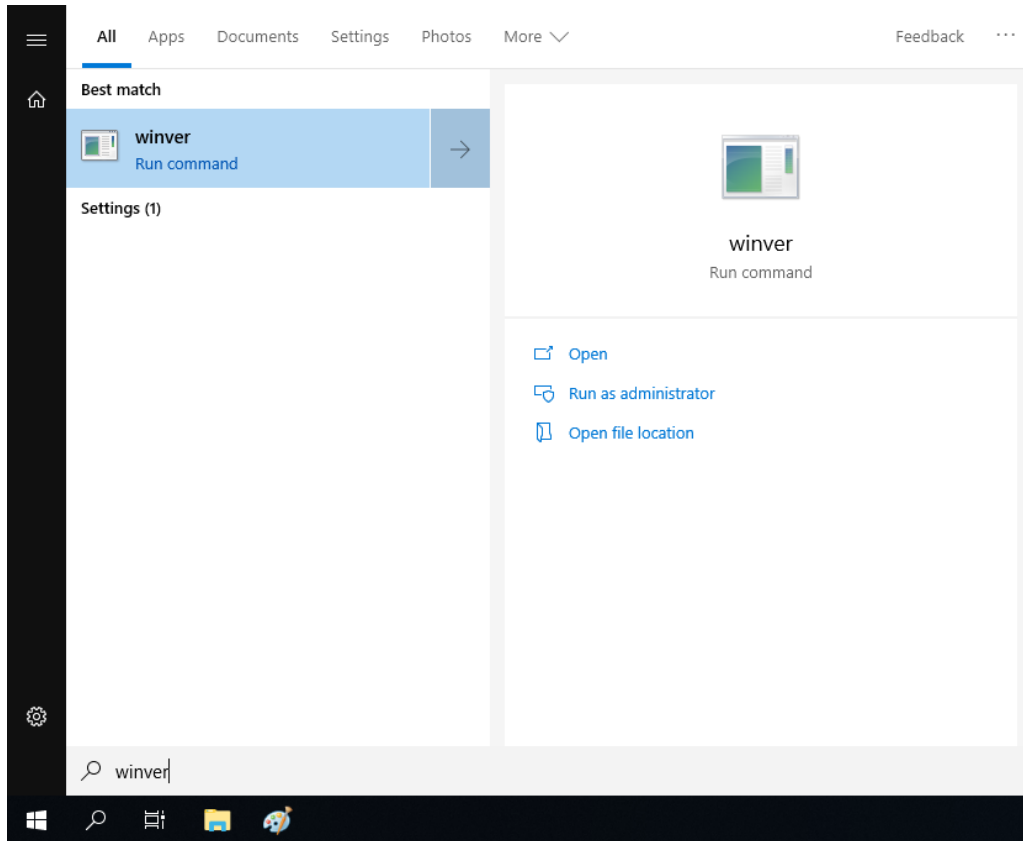 All Apps Documents Settings Photos More Feedback ...
Best match
winver
Run command
Settings (1)
winver
Run command
Open
Run as administrator
Open file location
winver